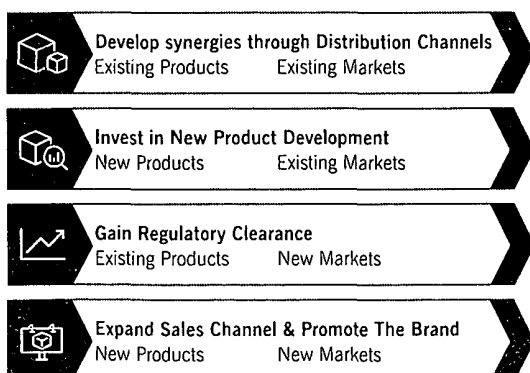 Develop synergies through Distribution Channels
Existing Products Existing Markets
Invest in New Product Development
New Products Existing Markets
Gain Regulatory Clearance
Existing Products New Markets
Expand Sales Channel & Promote The Brand
New Products New Markets